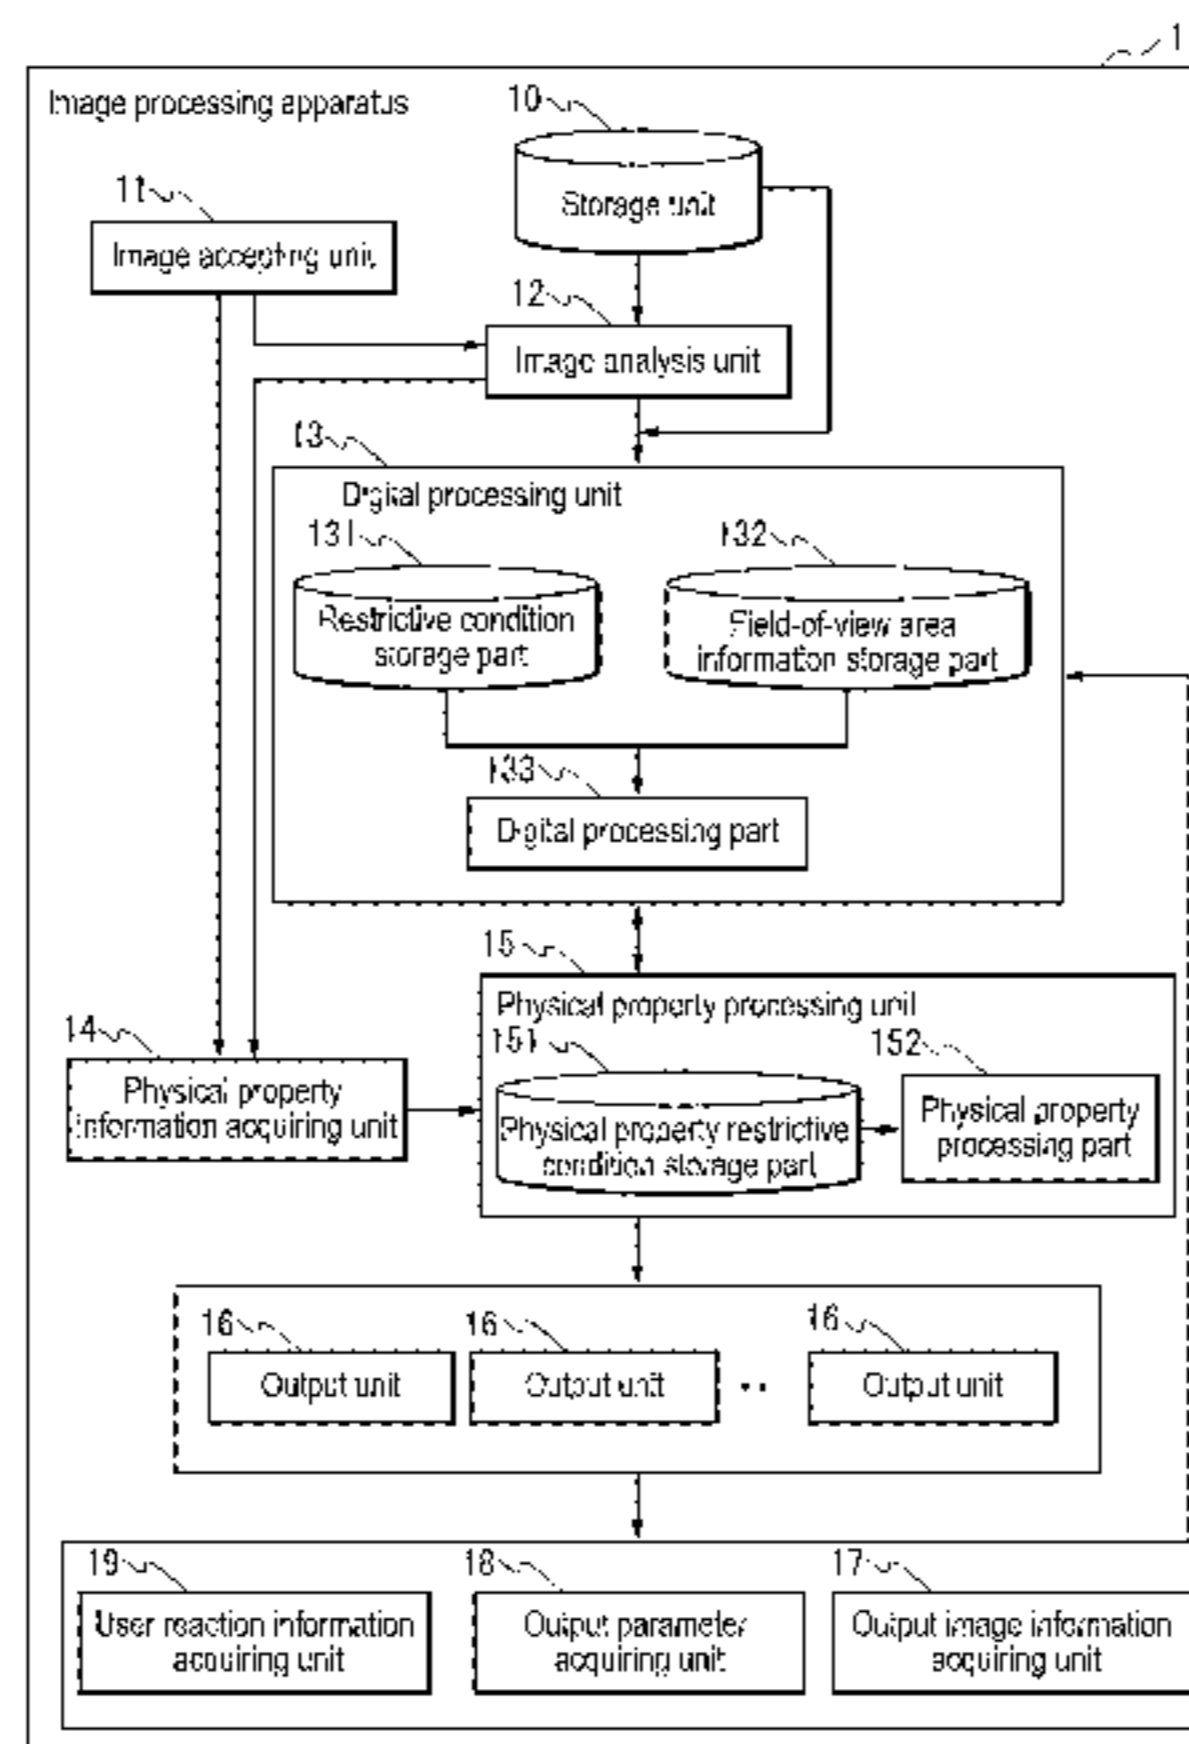 1
Image processing apparatus
10
Storage unit
11
Image accepting unit
12
Image analysis unit
13
Digital processing unit
131
132
Restrictive condition
storage part
Field-of-view area
information storage part
133
Digital processing part
15
Physical property processing unit
14
Physical property
information acquiring unit
151
152
Physical property restrictive
condition storage part
Physical property
processing part
16
16
16
Output unit
Output unit
..
Output unit
19
18
17
User reaction information
acquiring unit
Output parameter
acquiring unit
Output image information
acquiring unit